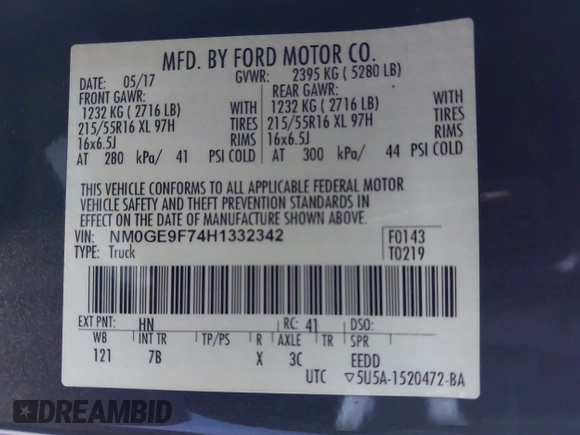 MFD. BY FORD MOTOR CO.
DATE: 05/17 GVWR: 2395 KG ( 5280 LB)
FRONT GAWR: REAR GAWR:
1232 KG ( 2716 LB) WITH 1232 KG ( 2716 LB) WITH
215/55R16 XL 97H TIRES 215/55R16 XL 97H TIRES
16x6.5J RIMS 16x6.5J RIMS
AT 280 kPa/ 41 PSI COLD AT 300 kPa/ 44 PSI COLD
THIS VEHICLE CONFORMS TO ALL APPLICABLE FEDERAL MOTOR
VEHICLE SAFETY AND THEFT PREVENTION STANDARDS IN
EFFECT ON THE DATE OF MANUFACTURE SHOWN ABOVE.
VIN: NM0GE9F74H1332342 F0143
TYPE: Truck T0219
EXT PNT: HN RC: 41 DSO:
WB INT TR TP/PS R AXLE TR SPR
121 7B X 3C EEDD
UTC ▽5U5A-1520472-BA
DREAMBID